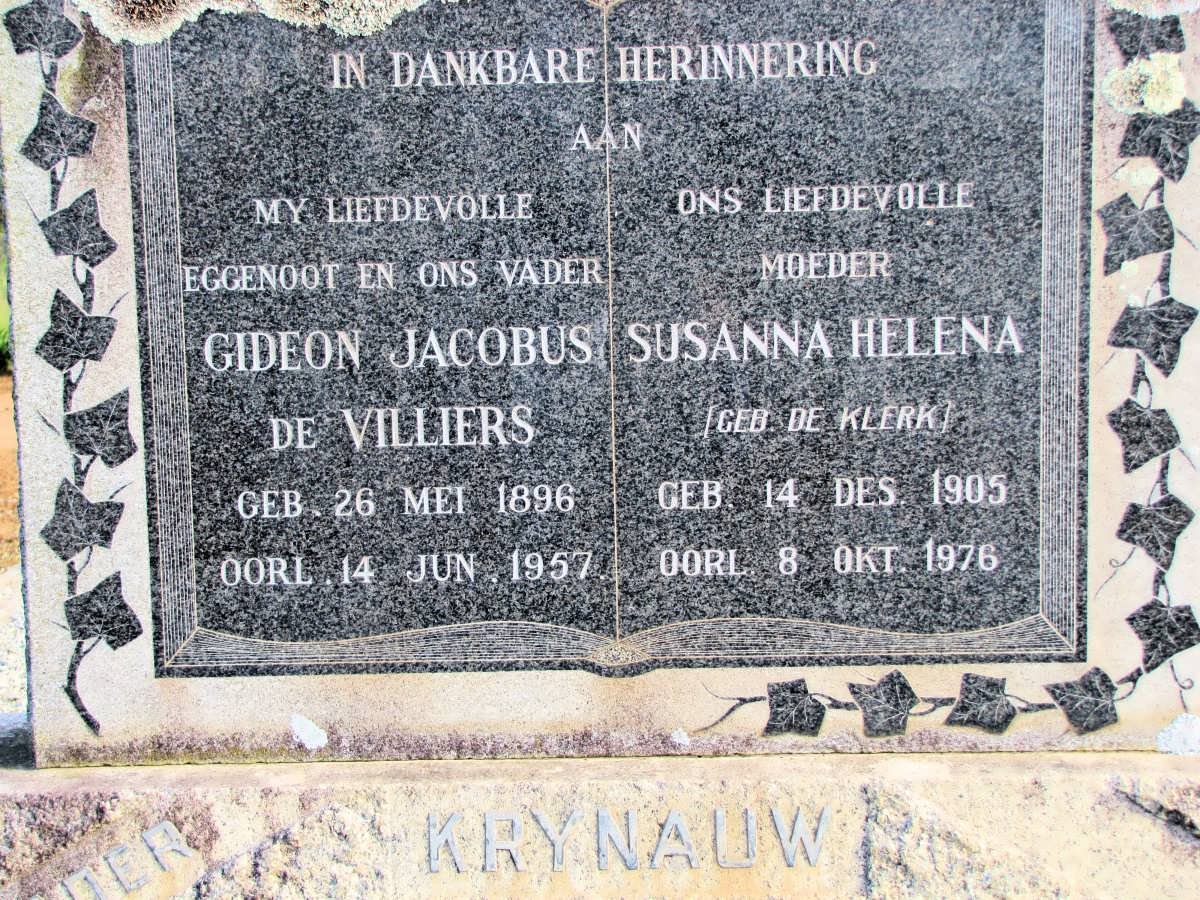 IN DANKBARE HERINNERING
AAN
MY LIEFDEVOLLE
EGGENOOT EN ONS VADER
GIDEON JACOBUS
DE VILLIERS
GEB. 26 MEI 1896
OORL. 14 JUN. 1957.
ONS LIEFDEVOLLE
MOEDER
SUSANNA HELENA
[GEB. DE KLERK]
GEB. 14 DES. 1905
OORL. 8 OKT. 1976
KRYNAUW